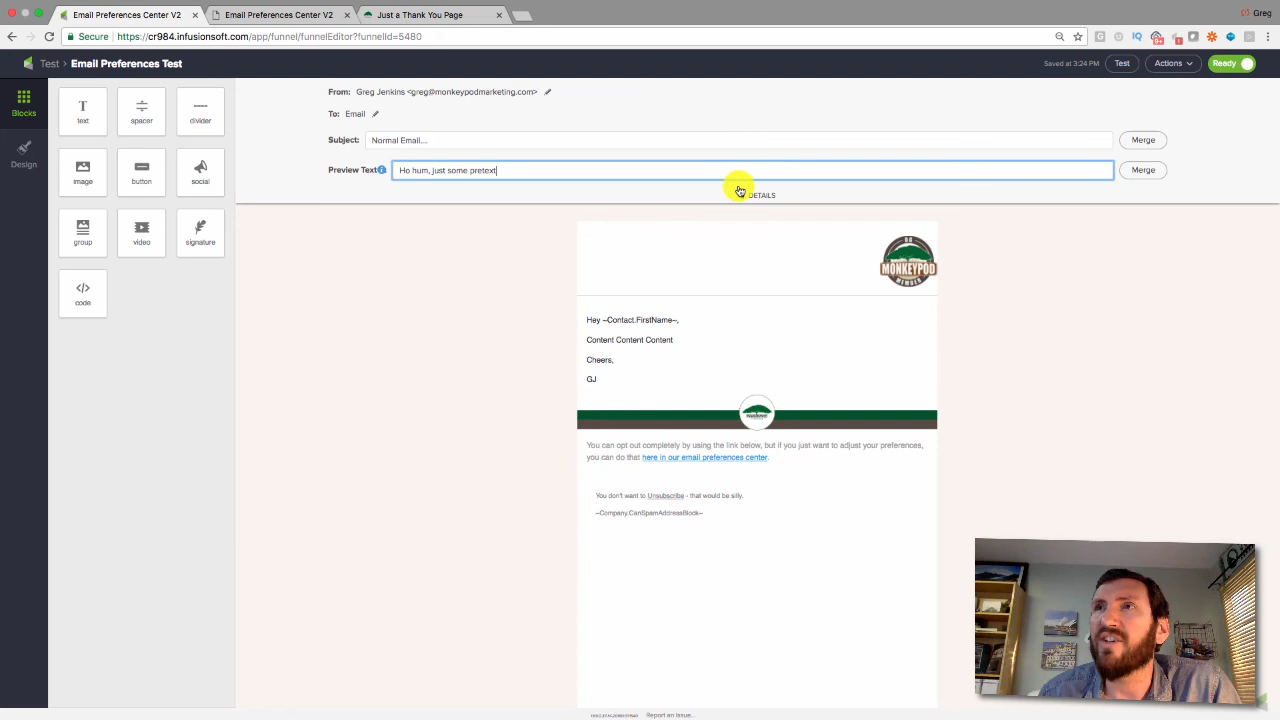 Email Preferences Center V2
Email Preferences Center V2
Just a Thank You Page
Greg
Secure
https://cr984.infusionsoft.com/app/funnel/funnelEditor?funnelId=5480
Test > Email Preferences Test
Saved at 3:24 PM
Test
Actions
Ready
Blocks
Design
text
spacer
divider
image
button
social
group
video
signature
code
From: Greg Jenkins <greg@monkeypodmarketing.com>
To: Email
Subject: Normal Email....
Merge
Preview Text
Ho hum, just some pretext
Merge
DETAILS
OG
MONKEYPOD
MEMBER
Hey ~Contact.FirstName~,
Content Content Content
Cheers,
GJ
You can opt out completely by using the link below, but if you just want to adjust your preferences,
you can do that here in our email preferences center.
You don't want to Unsubscribe - that would be silly.
~Company.CanSpamAddressBlock~
Report an Issue...